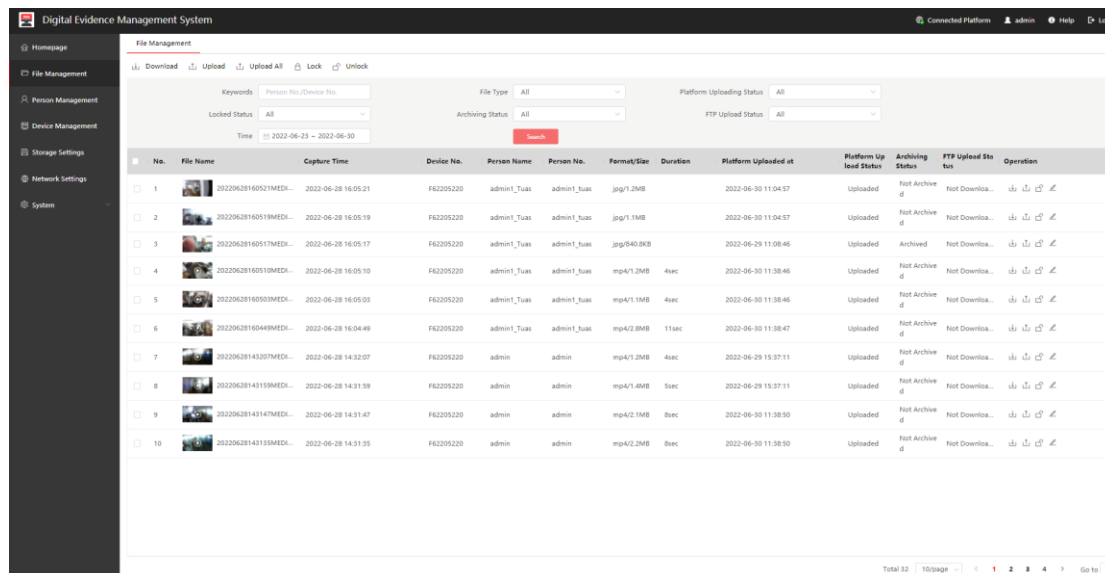 Digital Evidence Management System
Connected Platform admin Help
Homepage
File Management
Person Management
Device Management
Storage Settings
Network Settings
System
File Management
Download Upload Upload All Lock Unlock
Keywords Person No./Device No. File Type All Platform Uploading Status All
Locked Status All Archiving Status All FTP Upload Status All
Time 2022-06-23 ~ 2022-06-30 Search
No. File Name Capture Time Device No. Person Name Person No. Format/Size Duration Platform Uploaded at Platform Up Archiving FTP Upload Sta Operation
load Status Status tus
1 20220628160521MEDI... 2022-06-28 16:05:21 F62205220 admin1_Tuas admin1_tuas jpg/1.2MB 2022-06-30 11:04:57 Uploaded Not Archive Not Downloa...
d
2 20220628160519MEDI... 2022-06-28 16:05:19 F62205220 admin1_Tuas admin1_tuas jpg/1.1MB 2022-06-30 11:04:57 Uploaded Not Archive Not Downloa...
d
3 20220628160517MEDI... 2022-06-28 16:05:17 F62205220 admin1_Tuas admin1_tuas jpg/840.8KB 2022-06-29 11:08:46 Uploaded Archived Not Downloa...
4 20220628160510MEDI... 2022-06-28 16:05:10 F62205220 admin1_Tuas admin1_tuas mp4/1.2MB 4sec 2022-06-30 11:38:46 Uploaded Not Archive Not Downloa...
d
5 20220628160503MEDI... 2022-06-28 16:05:03 F62205220 admin1_Tuas admin1_tuas mp4/1.1MB 4sec 2022-06-30 11:38:46 Uploaded Not Archive Not Downloa...
d
6 20220628160449MEDI... 2022-06-28 16:04:49 F62205220 admin1_Tuas admin1_tuas mp4/2.8MB 11sec 2022-06-30 11:38:47 Uploaded Not Archive Not Downloa...
d
7 20220628143207MEDI... 2022-06-28 14:32:07 F62205220 admin admin mp4/1.2MB 4sec 2022-06-29 15:37:11 Uploaded Not Archive Not Downloa...
d
8 20220628143159MEDI... 2022-06-28 14:31:59 F62205220 admin admin mp4/1.4MB 5sec 2022-06-29 15:37:11 Uploaded Not Archive Not Downloa...
d
9 20220628143147MEDI... 2022-06-28 14:31:47 F62205220 admin admin mp4/2.1MB 8sec 2022-06-30 11:38:50 Uploaded Not Archive Not Downloa...
d
10 20220628143135MEDI... 2022-06-28 14:31:35 F62205220 admin admin mp4/2.2MB 8sec 2022-06-30 11:38:50 Uploaded Not Archive Not Downloa...
d
Total 32 10/page 1 2 3 4 Go to